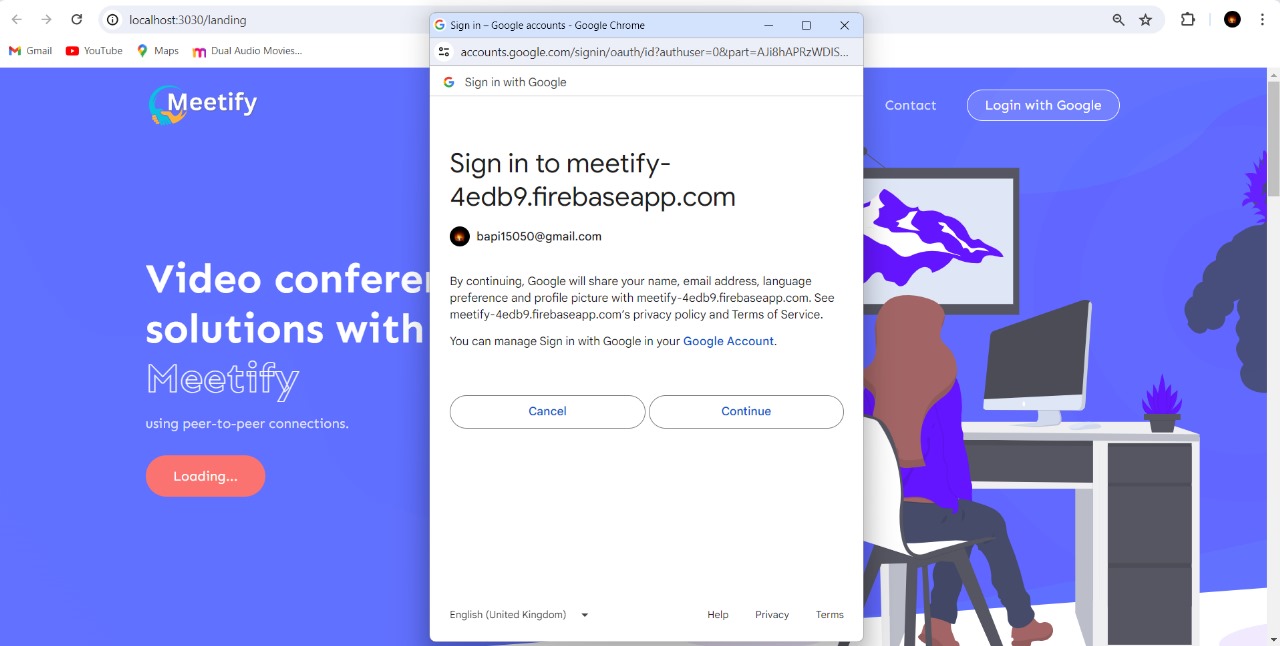 localhost:3030/landing
Gmail
YouTube
Maps
Dual Audio Movies...
Sign in – Google accounts - Google Chrome
accounts.google.com/signin/oauth/id?authuser=0&part=AJi8hAPRzWDIS...
Sign in with Google
Meetify
Contact
Login with Google
Sign in to meetify-
4edb9.firebaseapp.com
bapi15050@gmail.com
By continuing, Google will share your name, email address, language
preference and profile picture with meetify-4edb9.firebaseapp.com. See
meetify-4edb9.firebaseapp.com's privacy policy and Terms of Service.
You can manage Sign in with Google in your Google Account.
Cancel
Continue
English (United Kingdom)
Help
Privacy
Terms
Video confere
solutions with
Meetify
using peer-to-peer connections.
Loading...